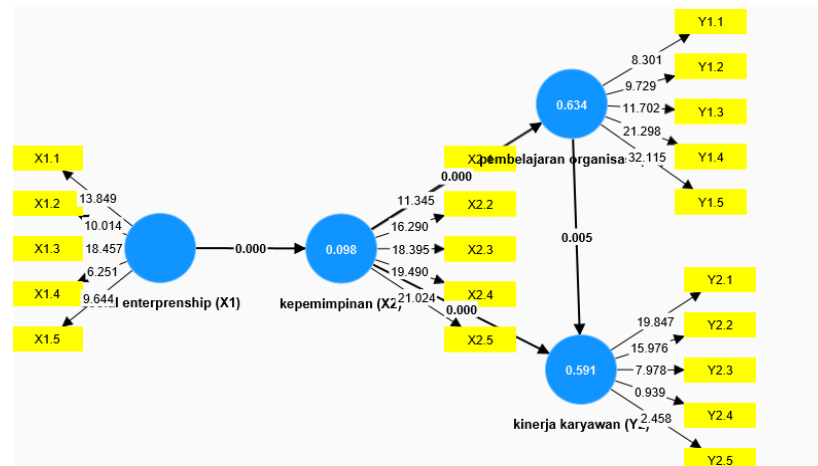 Y1.1
8.301
Y1.2
9.729
0.634
11.702
Y1.3
21.298
X1.1
X2.1
pembelajaran organisa
32.115
Y1.4
0.000
13.849
11.345
Y1.5
X1.2
X2.2
10.014
16.290
0.005
X1.3
18.457
0.000
0.098
18.395
X2.3
6.251
19.490
Y2.1
X1.4
9.644
l enterprenship (X1)
kepemimpinan (X2)
21.024
X2.4
0.000
19.847
Y2.2
X1.5
X2.5
15.976
0.591
7.978
Y2.3
0.939
Y2.4
kinerja karyawan (Y2)
2.458
Y2.5